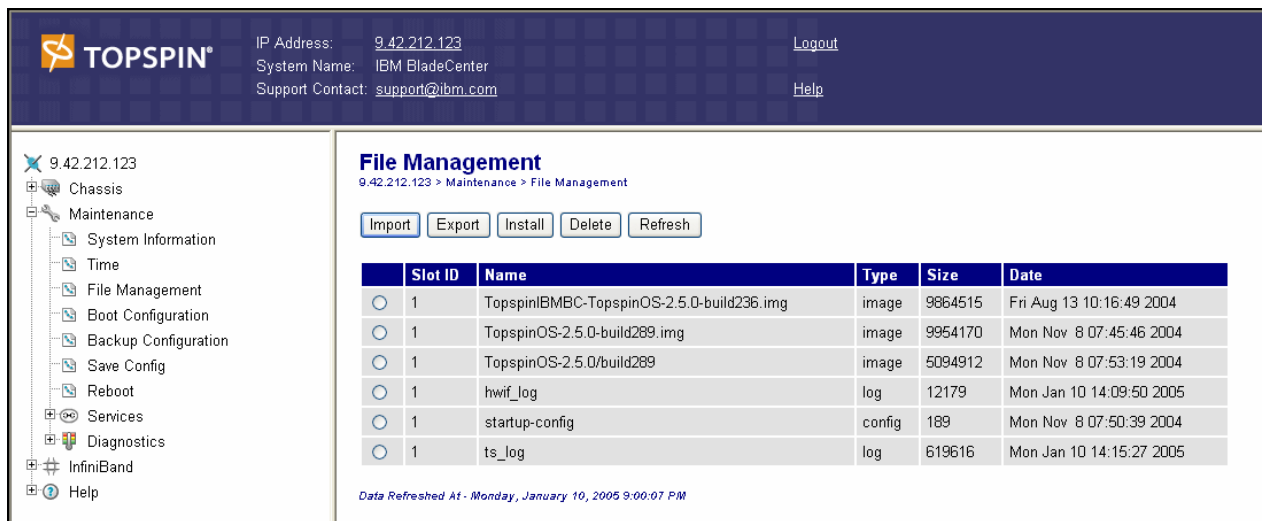 TOPSPIN®
IP Address: 9.42.212.123
System Name: IBM BladeCenter
Support Contact: support@ibm.com
Logout
Help
9.42.212.123
Chassis
Maintenance
System Information
Time
File Management
Boot Configuration
Backup Configuration
Save Config
Reboot
Services
Diagnostics
InfiniBand
Help
File Management
9.42.212.123 > Maintenance > File Management
Import Export Install Delete Refresh
Slot ID Name Type Size Date
1 TopspinIBMBC-TopspinOS-2.5.0-build236.img image 9864515 Fri Aug 13 10:16:49 2004
1 TopspinOS-2.5.0-build289.img image 9954170 Mon Nov 8 07:45:46 2004
1 TopspinOS-2.5.0/build289 image 5094912 Mon Nov 8 07:53:19 2004
1 hwif_log log 12179 Mon Jan 10 14:09:50 2005
1 startup-config config 189 Mon Nov 8 07:50:39 2004
1 ts_log log 619616 Mon Jan 10 14:15:27 2005
Data Refreshed At - Monday, January 10, 2005 9:00:07 PM